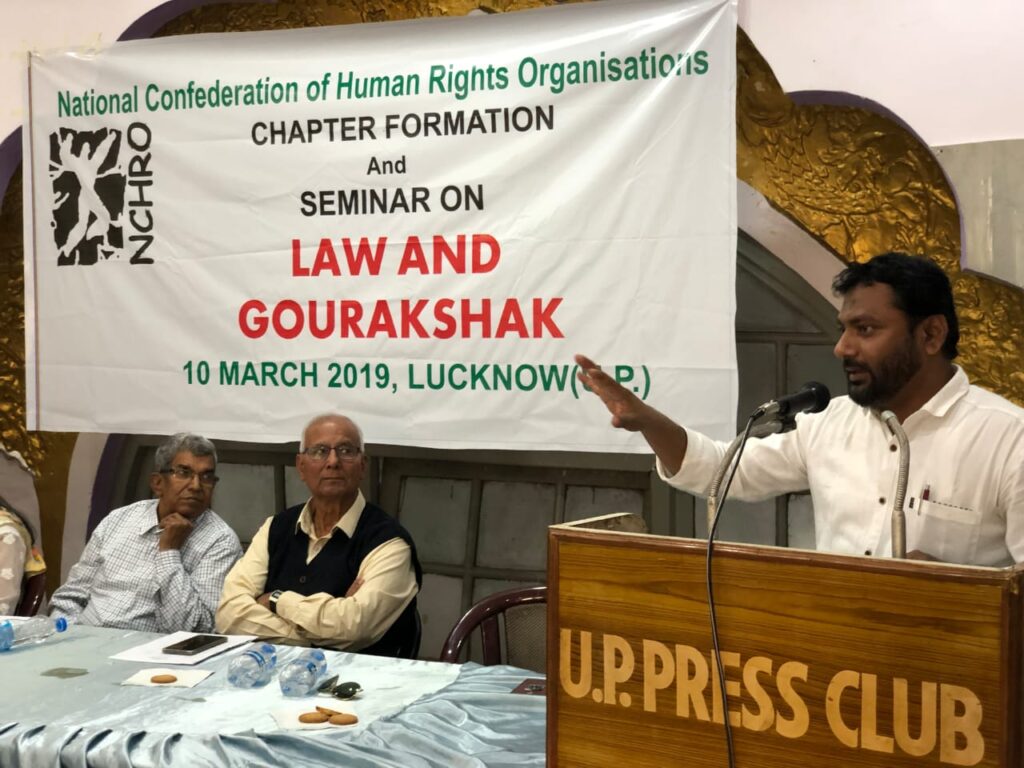 National Confederation of Human Rights Organisations
NCHRO
CHAPTER FORMATION
And
SEMINAR ON
LAW AND
GOURAKSHAK
10 MARCH 2019, LUCKNOW(U.P.)
U.P. PRESS CLUB